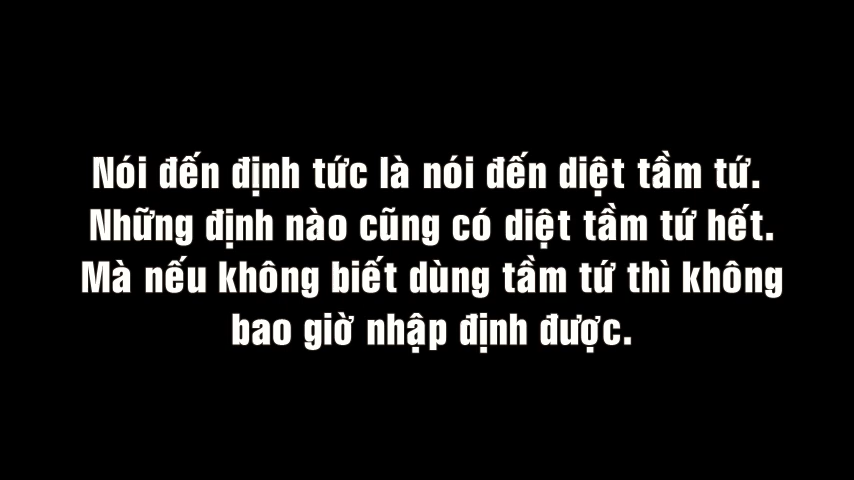 Nói đến định tức là nói đến diệt tầm tứ.
Những định nào cũng có diệt tầm tứ hết.
Mà nếu không biết dùng tầm tứ thì không
bao giờ nhập định được.